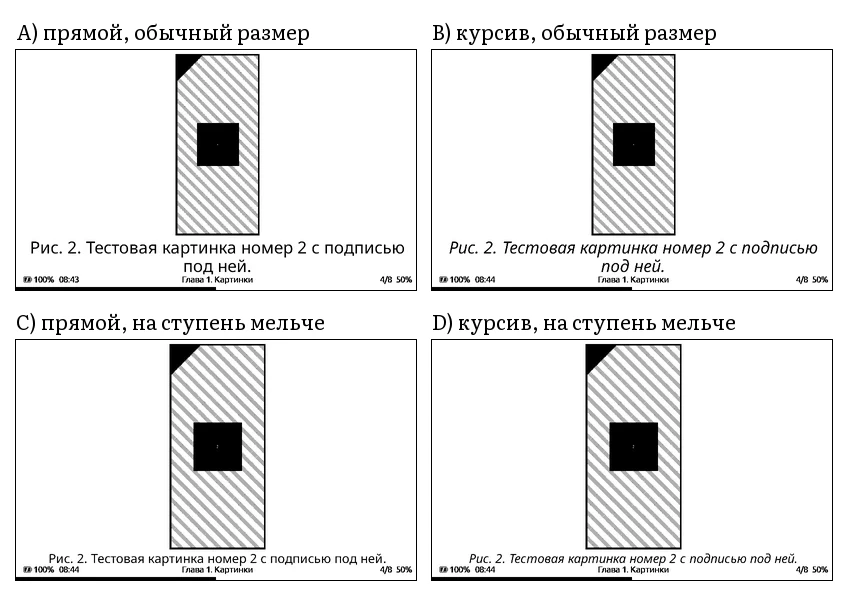 A) прямой, обычный размер
B) курсив, обычный размер
Рис. 2. Тестовая картинка номер 2 с подписью
под ней.
100% 08:43 Глава 1. Картинки 4/8 50%
Рис. 2. Тестовая картинка номер 2 с подписью
под ней.
100% 08:44 Глава 1. Картинки 4/8 50%
C) прямой, на ступень мельче
D) курсив, на ступень мельче
Рис. 2. Тестовая картинка номер 2 с подписью под ней.
100% 08:44 Глава 1. Картинки 4/8 50%
Рис. 2. Тестовая картинка номер 2 с подписью под ней.
100% 08:44 Глава 1. Картинки 4/8 50%